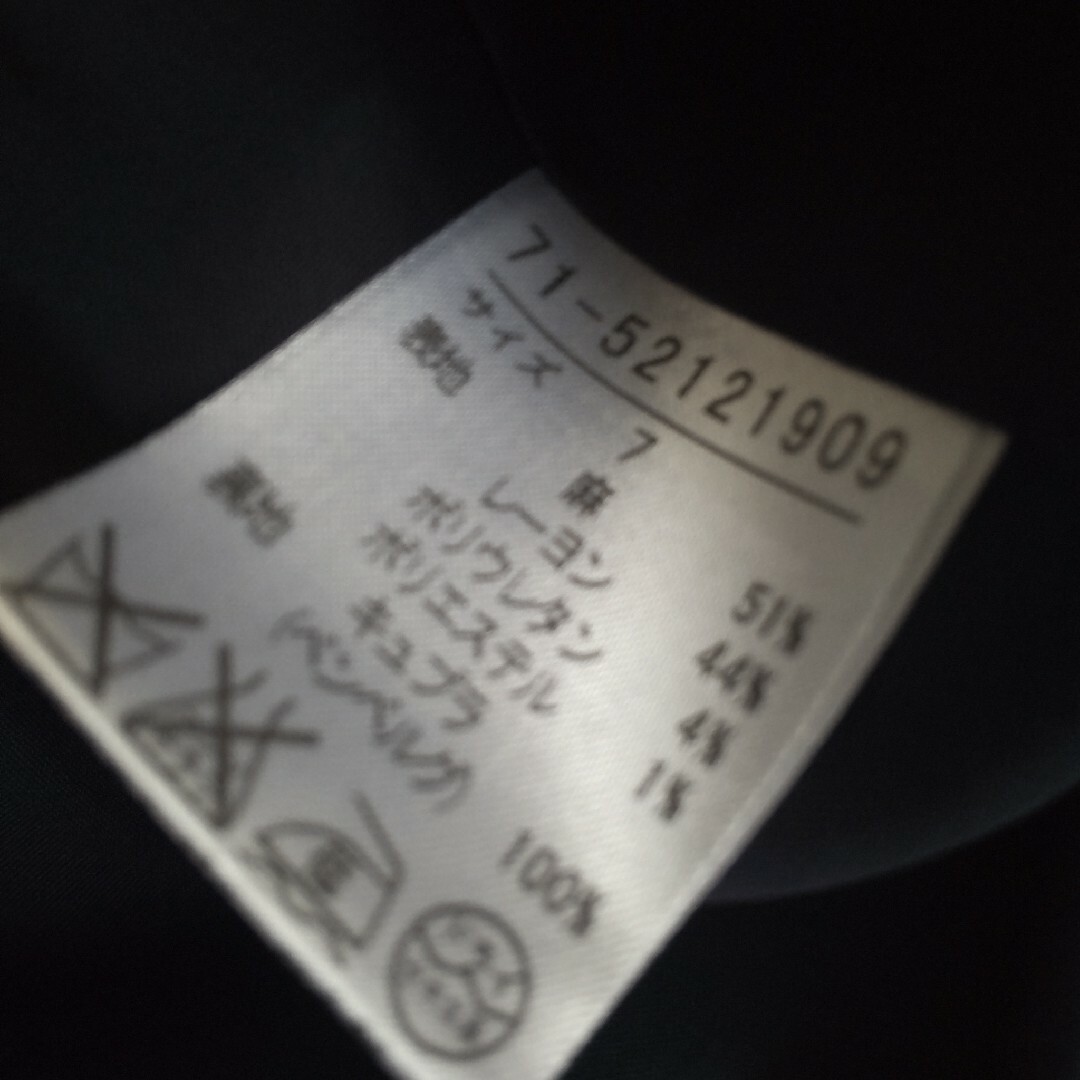 71-52121909
サイズ 7
表地 麻 51%
レーヨン 44%
ポリウレタン 4%
ポリエステル 1%
裏地 キュプラ 100%
(ベンベルグ)
中